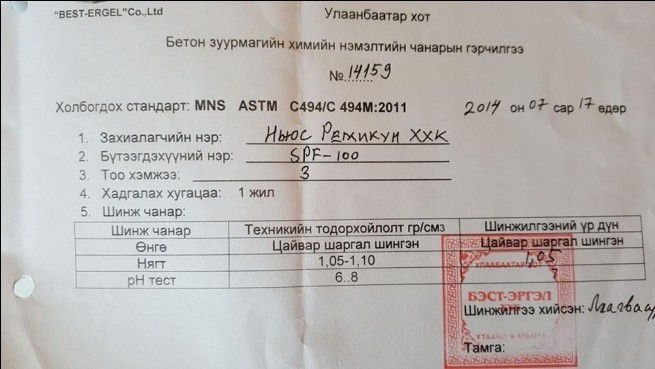 "BEST-ERGEL"Co.,Ltd Улаанбаатар хот
Бетон зуурмагийн химийн нэмэлтийн чанарын гэрчилгээ
№ 14159
Холбогдох стандарт: MNS ASTM C494/C 494M:2011 2014 он 07 сар 17 өдөр
1. Захиалагчийн нэр: Ньюс Ремикун ХХК
2. Бүтээгдэхүүний нэр: SPF-100
3. Тоо хэмжээ: 3
4. Хадгалах хугацаа: 1 жил
5. Шинж чанар:
Шинж чанар Техникийн тодорхойлолт гр/см3 Шинжилгээний үр дүн
Өнгө Цайвар шаргал шингэн Цайвар шаргал шингэн
Нягт 1,05-1,10 1,05
pH тест 6..8
УЛААБААТАР ХОТ
БЭСТ-ЭРГЭЛ
ХХК
Шинжилгээ хийсэн:
Тамга: